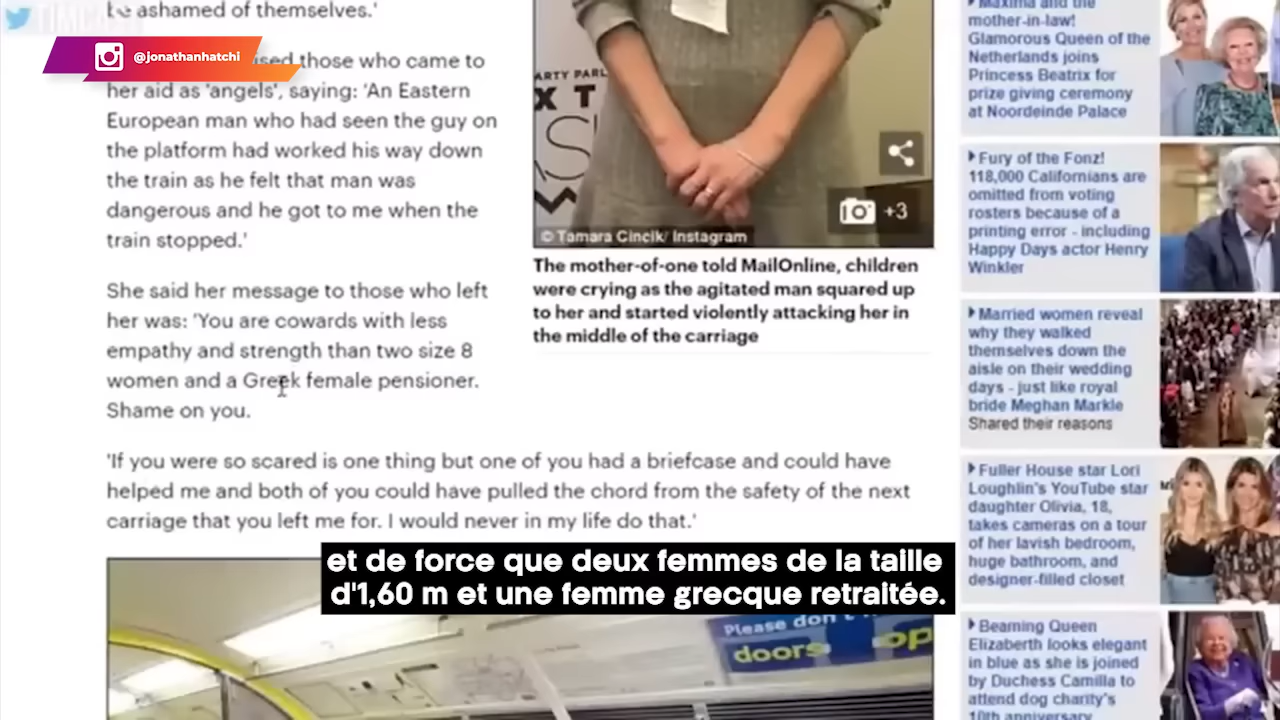 TIMCAST
be ashamed of themselves.'
@jonathanhatchi
those who came to
her aid as 'angels', saying: 'An Eastern
European man who had seen the guy on
the platform had worked his way down
the train as he felt that man was
dangerous and he got to me when the
train stopped.'
She said her message to those who left
her was: 'You are cowards with less
empathy and strength than two size 8
women and a Greek female pensioner.
Shame on you.
'If you were so scared is one thing but one of you had a briefcase and could have
helped me and both of you could have pulled the chord from the safety of the next
carriage that you left me for. I would never in my life do that.'
+3
© Tamara Cincik/ Instagram
The mother-of-one told MailOnline, children
were crying as the agitated man squared up
to her and started violently attacking her in
the middle of the carriage
et de force que deux femmes de la taille
d'1,60 m et une femme grecque retraitée.
Please don't
doors
op
Maxima and the
mother-in-law!
Glamorous Queen of the
Netherlands joins
Princess Beatrix for
prize giving ceremony
at Noordeinde Palace
Fury of the Fonz!
118,000 Californians are
omitted from voting
rosters because of a
printing error - including
Happy Days actor Henry
Winkler
Married women reveal
why they walked
themselves down the
aisle on their wedding
days - just like royal
bride Meghan Markle
Shared their reasons
Fuller House star Lori
Loughlin's YouTube star
daughter Olivia, 18,
takes cameras on a tour
of her lavish bedroom,
huge bathroom, and
designer-filled closet
Beaming Queen
Elizaberth looks elegant
in blue as she is joined
by Duchess Camilla to
attend dog charity's
10th anniversary